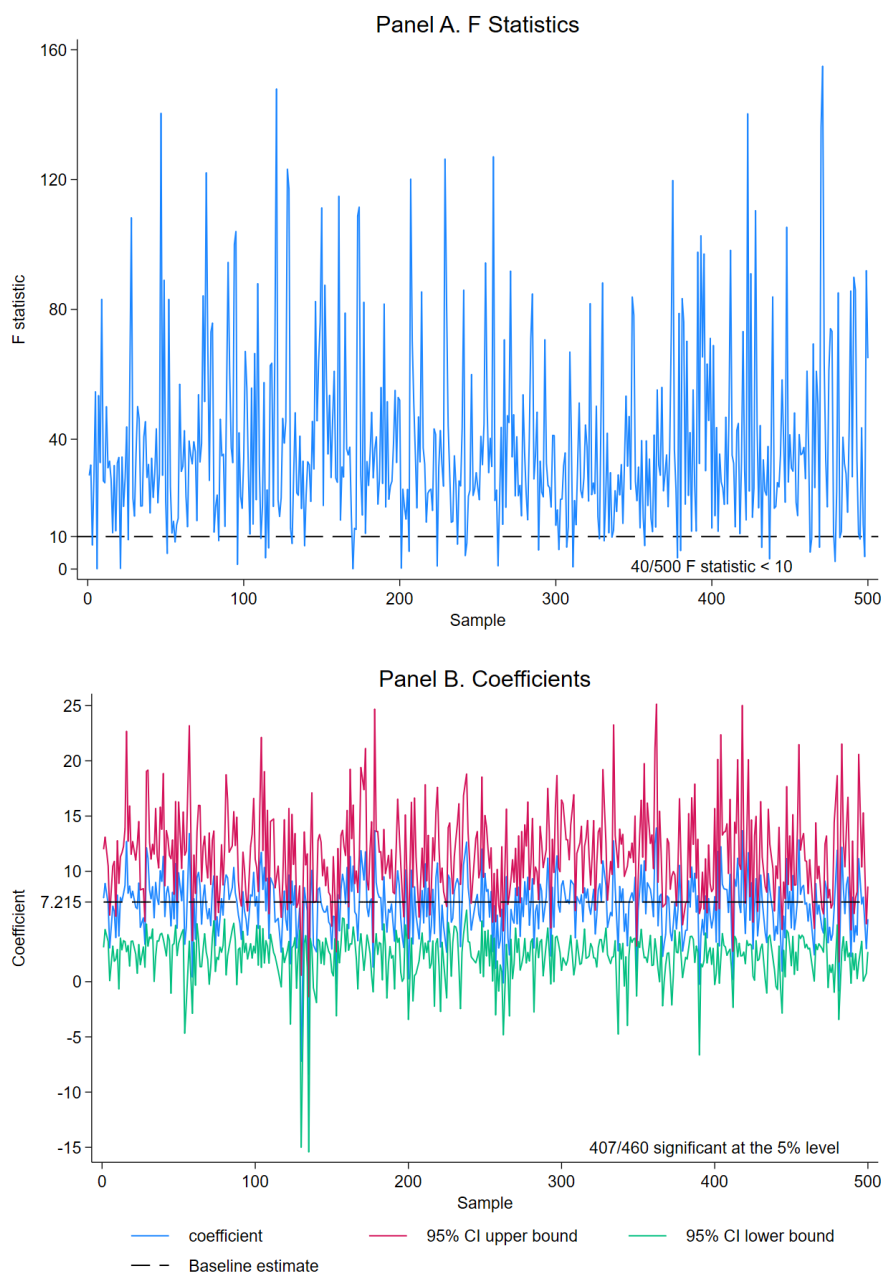 Panel A. F Statistics
160
120
80
40
10
0
F statistic
40/500 F statistic < 10
0 100 200 300 400 500
Sample
Panel B. Coefficients
25
20
15
10
7.215
5
0
-5
-10
-15
Coefficient
407/460 significant at the 5% level
0 100 200 300 400 500
Sample
coefficient 95% CI upper bound 95% CI lower bound
Baseline estimate